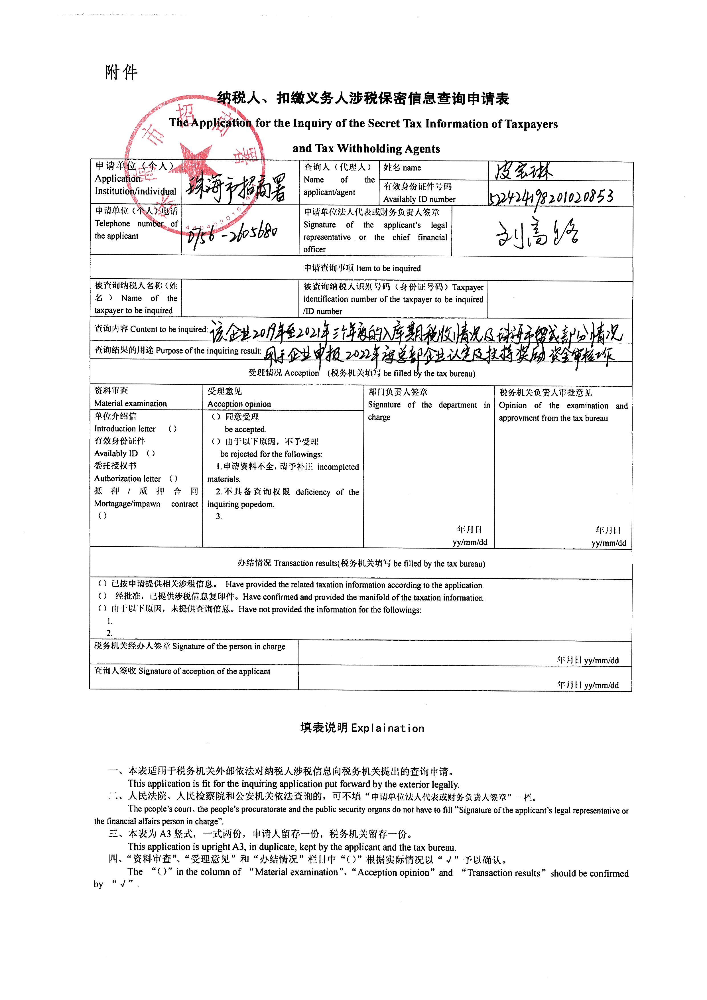 附件
纳税人、扣缴义务人涉税保密信息查询申请表
The Application for the Inquiry of the Secret Tax Information of Taxpayers
and Tax Withholding Agents
申请单位（个人）
Application
Institution/individual
珠海市招商署
查询人（代理人）
Name of the
applicant/agent
姓名 name
皮宝琳
有效身份证件号码
Availably ID number
522424198201020853
申请单位（个人）电话
Telephone number of
the applicant
0756-2605680
申请单位法人代表或财务负责人签章
Signature of the applicant's legal
representative or the chief financial
officer
刘高路
珠海市招商署
申请查询事项 Item to be inquired
被查询纳税人名称（姓
名） Name of the
taxpayer to be inquired
被查询纳税人识别号码（身份证号码）Taxpayer
identification number of the taxpayer to be inquired
/ID number
查询内容 Content to be inquired: 该企业2019年至2021年三个年度的入库期税收情况及珠海市留成部分情况
查询结果的用途 Purpose of the inquiring result: 用于企业申报2022年度总部企业认定及扶持奖励资金审核工作
受理情况 Acception （税务机关填写 be filled by the tax bureau）
资料审查
Material examination
受理意见
Acception opinion
部门负责人签章
Signature of the department in
charge
税务机关负责人审批意见
Opinion of the examination and
approvment from the tax bureau
单位介绍信
Introduction letter （）
有效身份证件
Availably ID （）
委托授权书
Authorization letter （）
抵押/质押合同
Mortagage/impawn contract
（）
（）同意受理
be accepted.
（）由于以下原因，不予受理
be rejected for the followings:
1.申请资料不全，请予补正 incompleted
materials.
2.不具备查询权限 deficiency of the
inquiring popedom.
3.
年月日
yy/mm/dd
年月日
yy/mm/dd
办结情况 Transaction results(税务机关填写 be filled by the tax bureau)
（）已按申请提供相关涉税信息。 Have provided the related taxation information according to the application.
（） 经批准，已提供涉税信息复印件。Have confirmed and provided the manifold of the taxation information.
（）由于以下原因，未提供查询信息。Have not provided the information for the followings:
1.
2.
税务机关经办人签章 Signature of the person in charge
年月日 yy/mm/dd
查询人签收 Signature of acception of the applicant
年月日 yy/mm/dd
填表说明 Explaination
一、本表适用于税务机关外部依法对纳税人涉税信息向税务机关提出的查询申请。
This application is fit for the inquiring application put forward by the exterior legally.
二、人民法院、人民检察院和公安机关依法查询的，可不填“申请单位法人代表或财务负责人签章”一栏。
The people's court、the people's procuratorate and the public security organs do not have to fill “Signature of the applicant's legal representative or
the financial affairs person in charge”.
三、本表为 A3 竖式，一式两份，申请人留存一份，税务机关留存一份。
This application is upright A3, in duplicate, kept by the applicant and the tax bureau.
四、“资料审查”、“受理意见”和“办结情况”栏目中“（）”根据实际情况以“√”予以确认。
The “（）” in the column of “Material examination”、“Acception opinion” and “Transaction results” should be confirmed
by “√”.